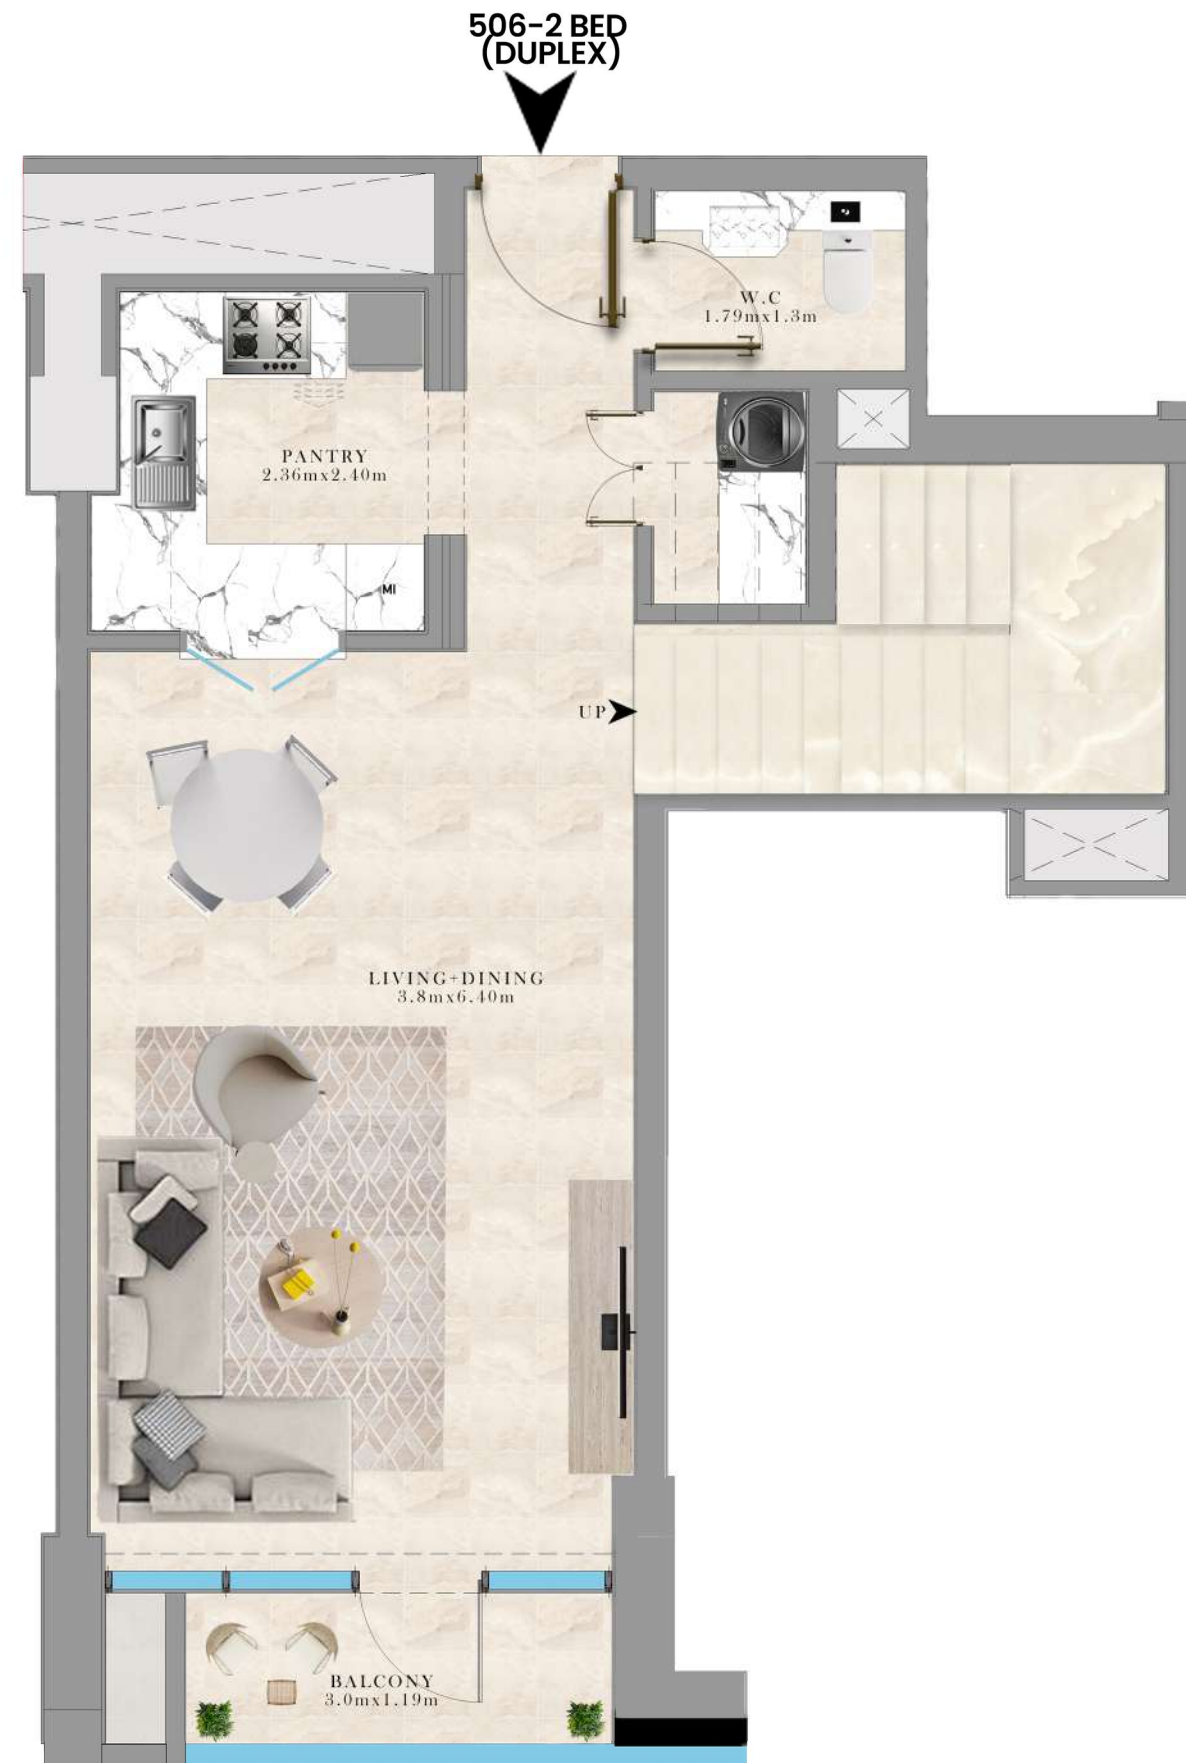 506-2 BED
(DUPLEX)
W.C
1.79mx1.3m
PANTRY
2.36mx2.40m
MI
UP
LIVING+DINING
3.8mx6.40m
BALCONY
3.0mx1.19m